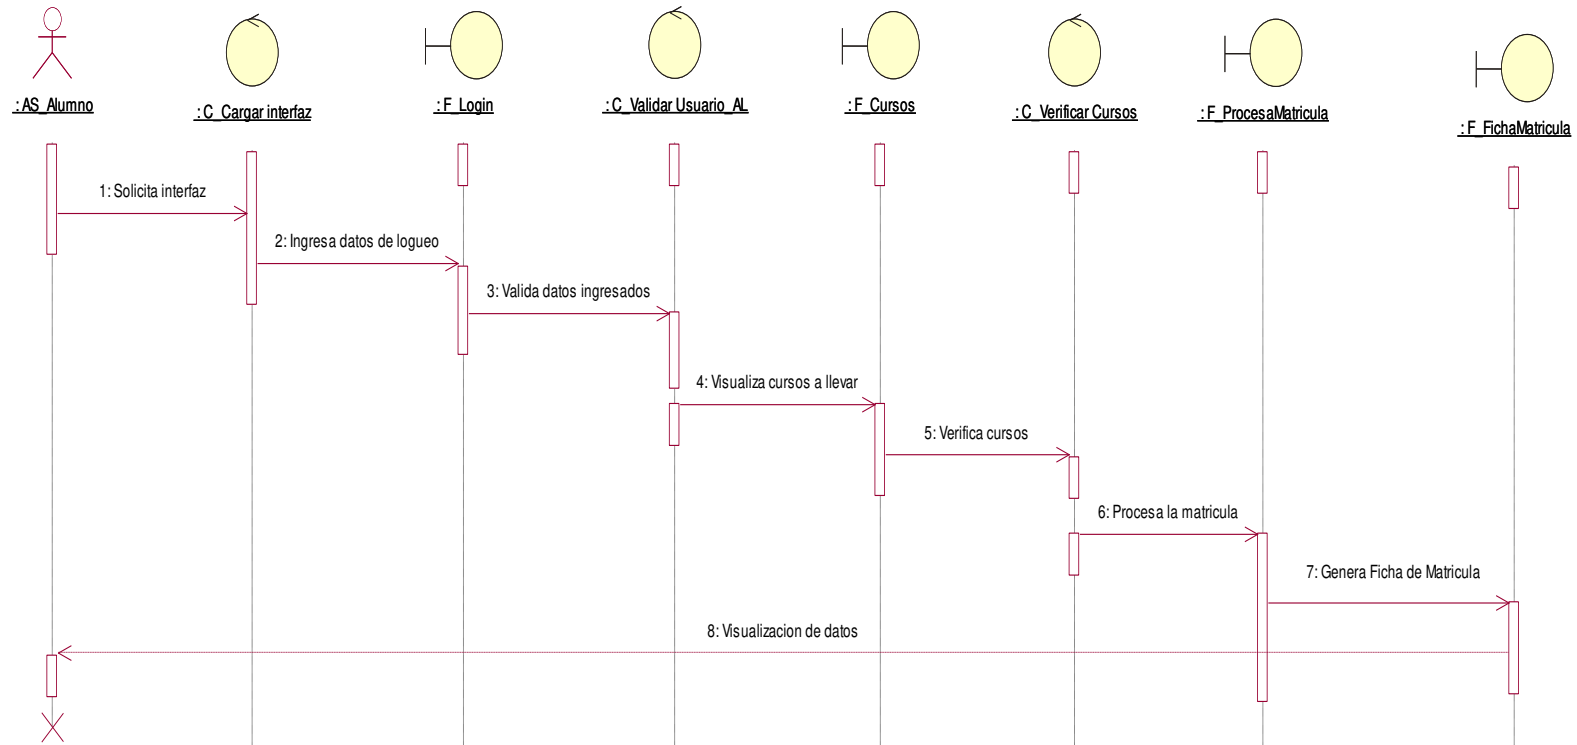 : AS_Alumno
: C_Cargar interfaz
: F_Login
: C_Validar Usuario_AL
: F_Cursos
: C_Verificar Cursos
: F_ProcesaMatricula
: F_FichaMatricula
1: Solicita interfaz
2: Ingresa datos de logueo
3: Valida datos ingresados
4: Visualiza cursos a llevar
5: Verifica cursos
6: Procesa la matricula
7: Genera Ficha de Matricula
8: Visualizacion de datos